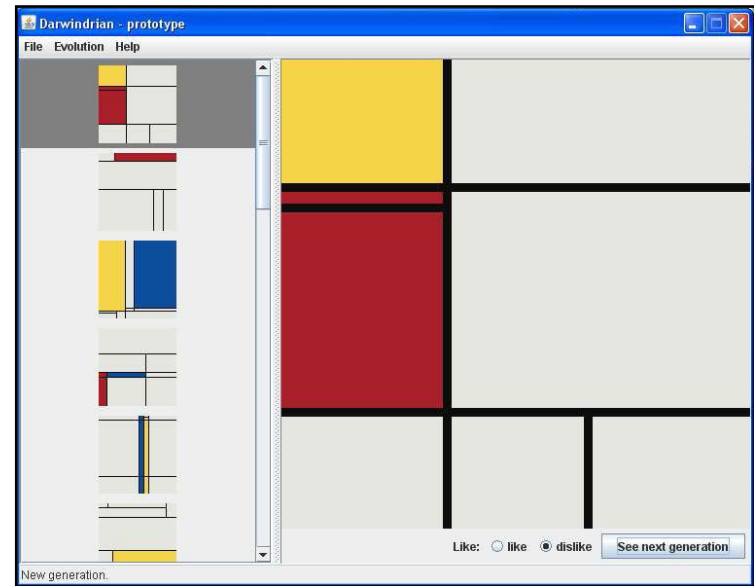 Darwindrian - prototype
File Evolution Help
Like: like dislike See next generation
New generation.